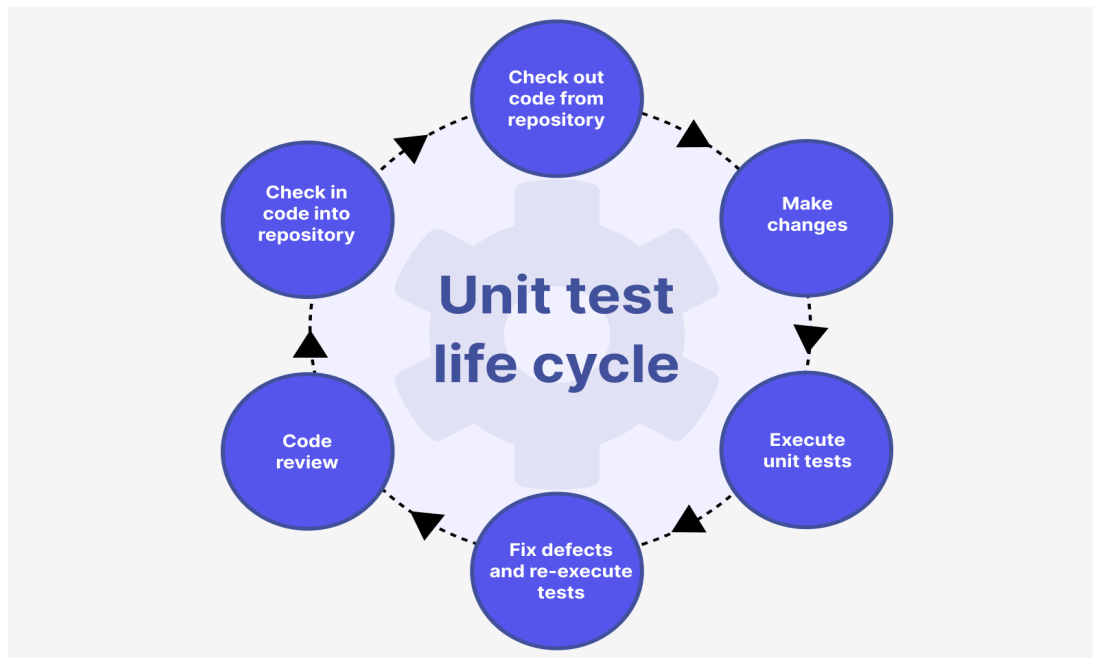 Check out
code from
repository
Make
changes
Execute
unit tests
Fix defects
and re-execute
tests
Code
review
Check in
code into
repository
Unit test
life cycle